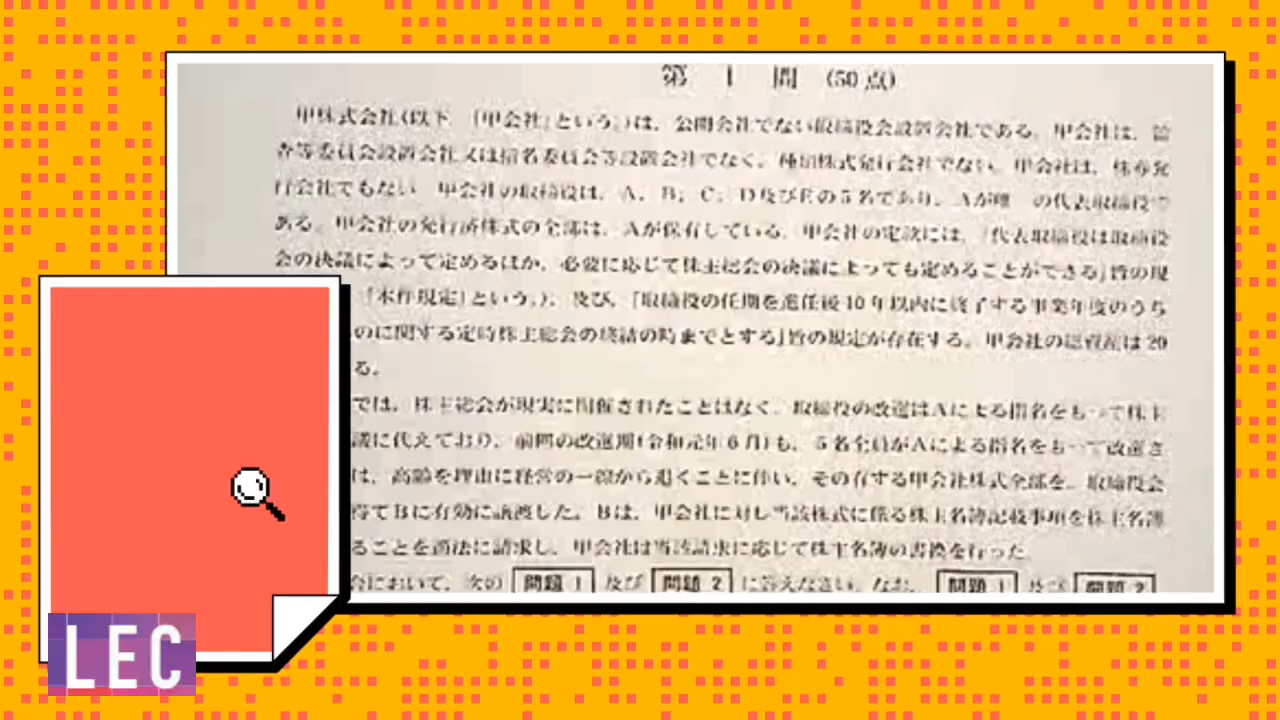 第 1 問 (50点)
甲株式会社(以下、「甲会社」という。)は、公開会社でない取締役会設置会社である。甲会社は、監
査等委員会設置会社又は指名委員会等設置会社でなく、種類株式発行会社でない。甲会社は、株券発
行会社でもない。甲会社の取締役は、A、B、C、D及びEの5名であり、Aが唯一の代表取締役で
ある。甲会社の発行済株式の全部は、Aが保有している。甲会社の定款には、「代表取締役は取締役
会の決議によって定めるほか、必要に応じて株主総会の決議によっても定めることができる」旨の規
「本件規定」という。)、及び、「取締役の任期を選任後10年以内に終了する事業年度のうち
のに関する定時株主総会の終結の時までとする」旨の規定が存在する。甲会社の総資産は20
る。
では、株主総会が現実に開催されたことはなく、取締役の改選はAによる指名をもって株主
議に代えており、前回の改選期(令和元年6月)も、5名全員がAによる指名をもって改選さ
は、高齢を理由に経営の一線から退くことに伴い、その有する甲会社株式全部を、取締役会
得てBに有効に譲渡した。Bは、甲会社に対し当該株式に係る株主名簿記載事項を株主名簿
ることを適法に請求し、甲会社は当該請求に応じて株主名簿の書換を行った。
において、次の 問題1 及び 問題2 に答えなさい。なお、 問題1 及び 問題2
LEC